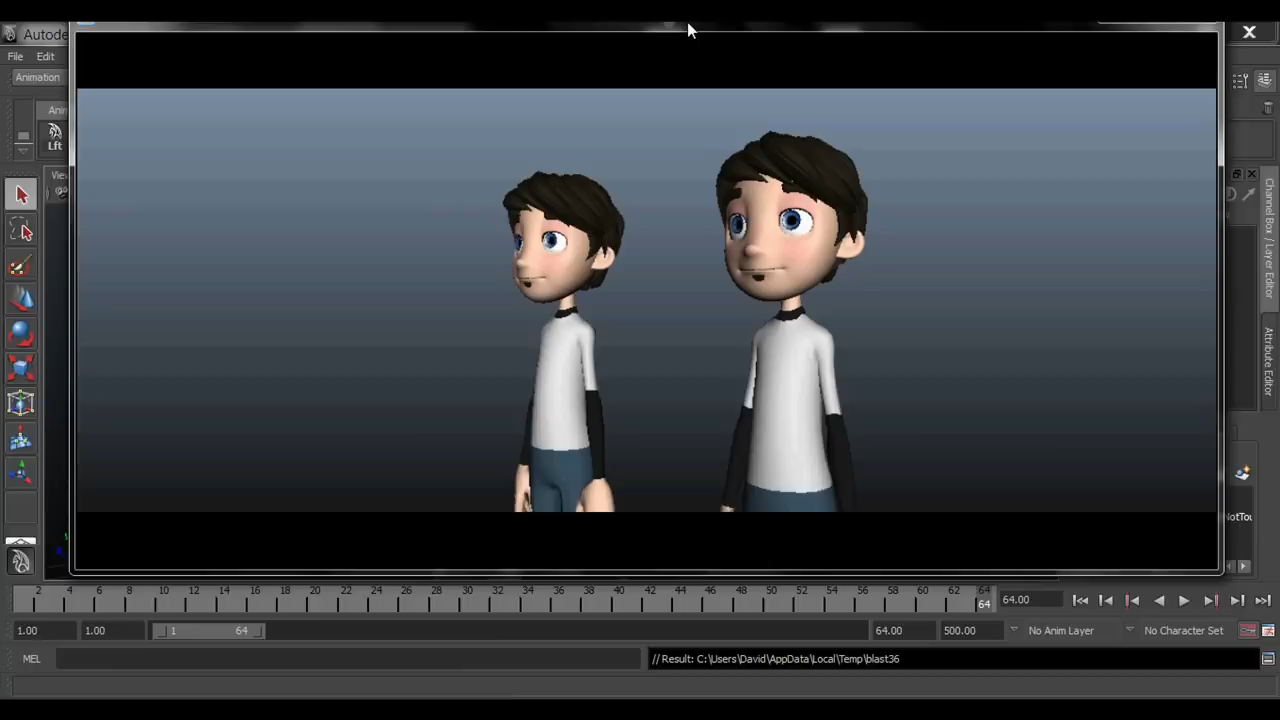 Autode
File Edit
Animation
Anin
Lft
View
Channel Box / Layer Editor
Attribute Editor
NotTou
2 4 6 8 10 12 14 16 18 20 22 24 26 28 30 32 34 36 38 40 42 44 46 48 50 52 54 56 58 60 62 64
64 64.00
1.00 1.00 1 64 64.00 500.00 No Anim Layer No Character Set
MEL // Result: C:\Users\David\AppData\Local\Temp\blast36